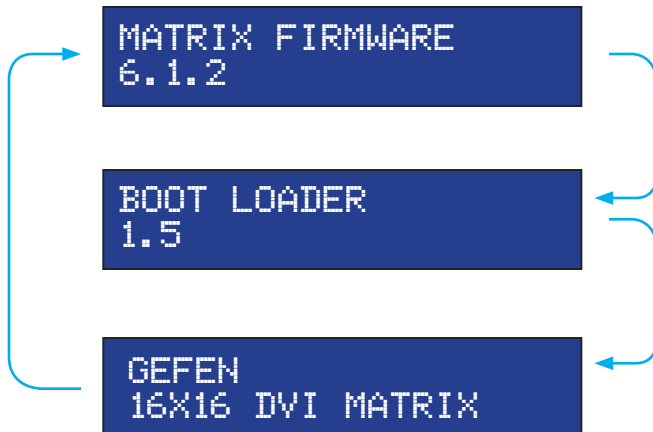 MATRIX FIRMWARE
6.1.2
BOOT LOADER
1.5
GEFEN
16X16 DVI MATRIX